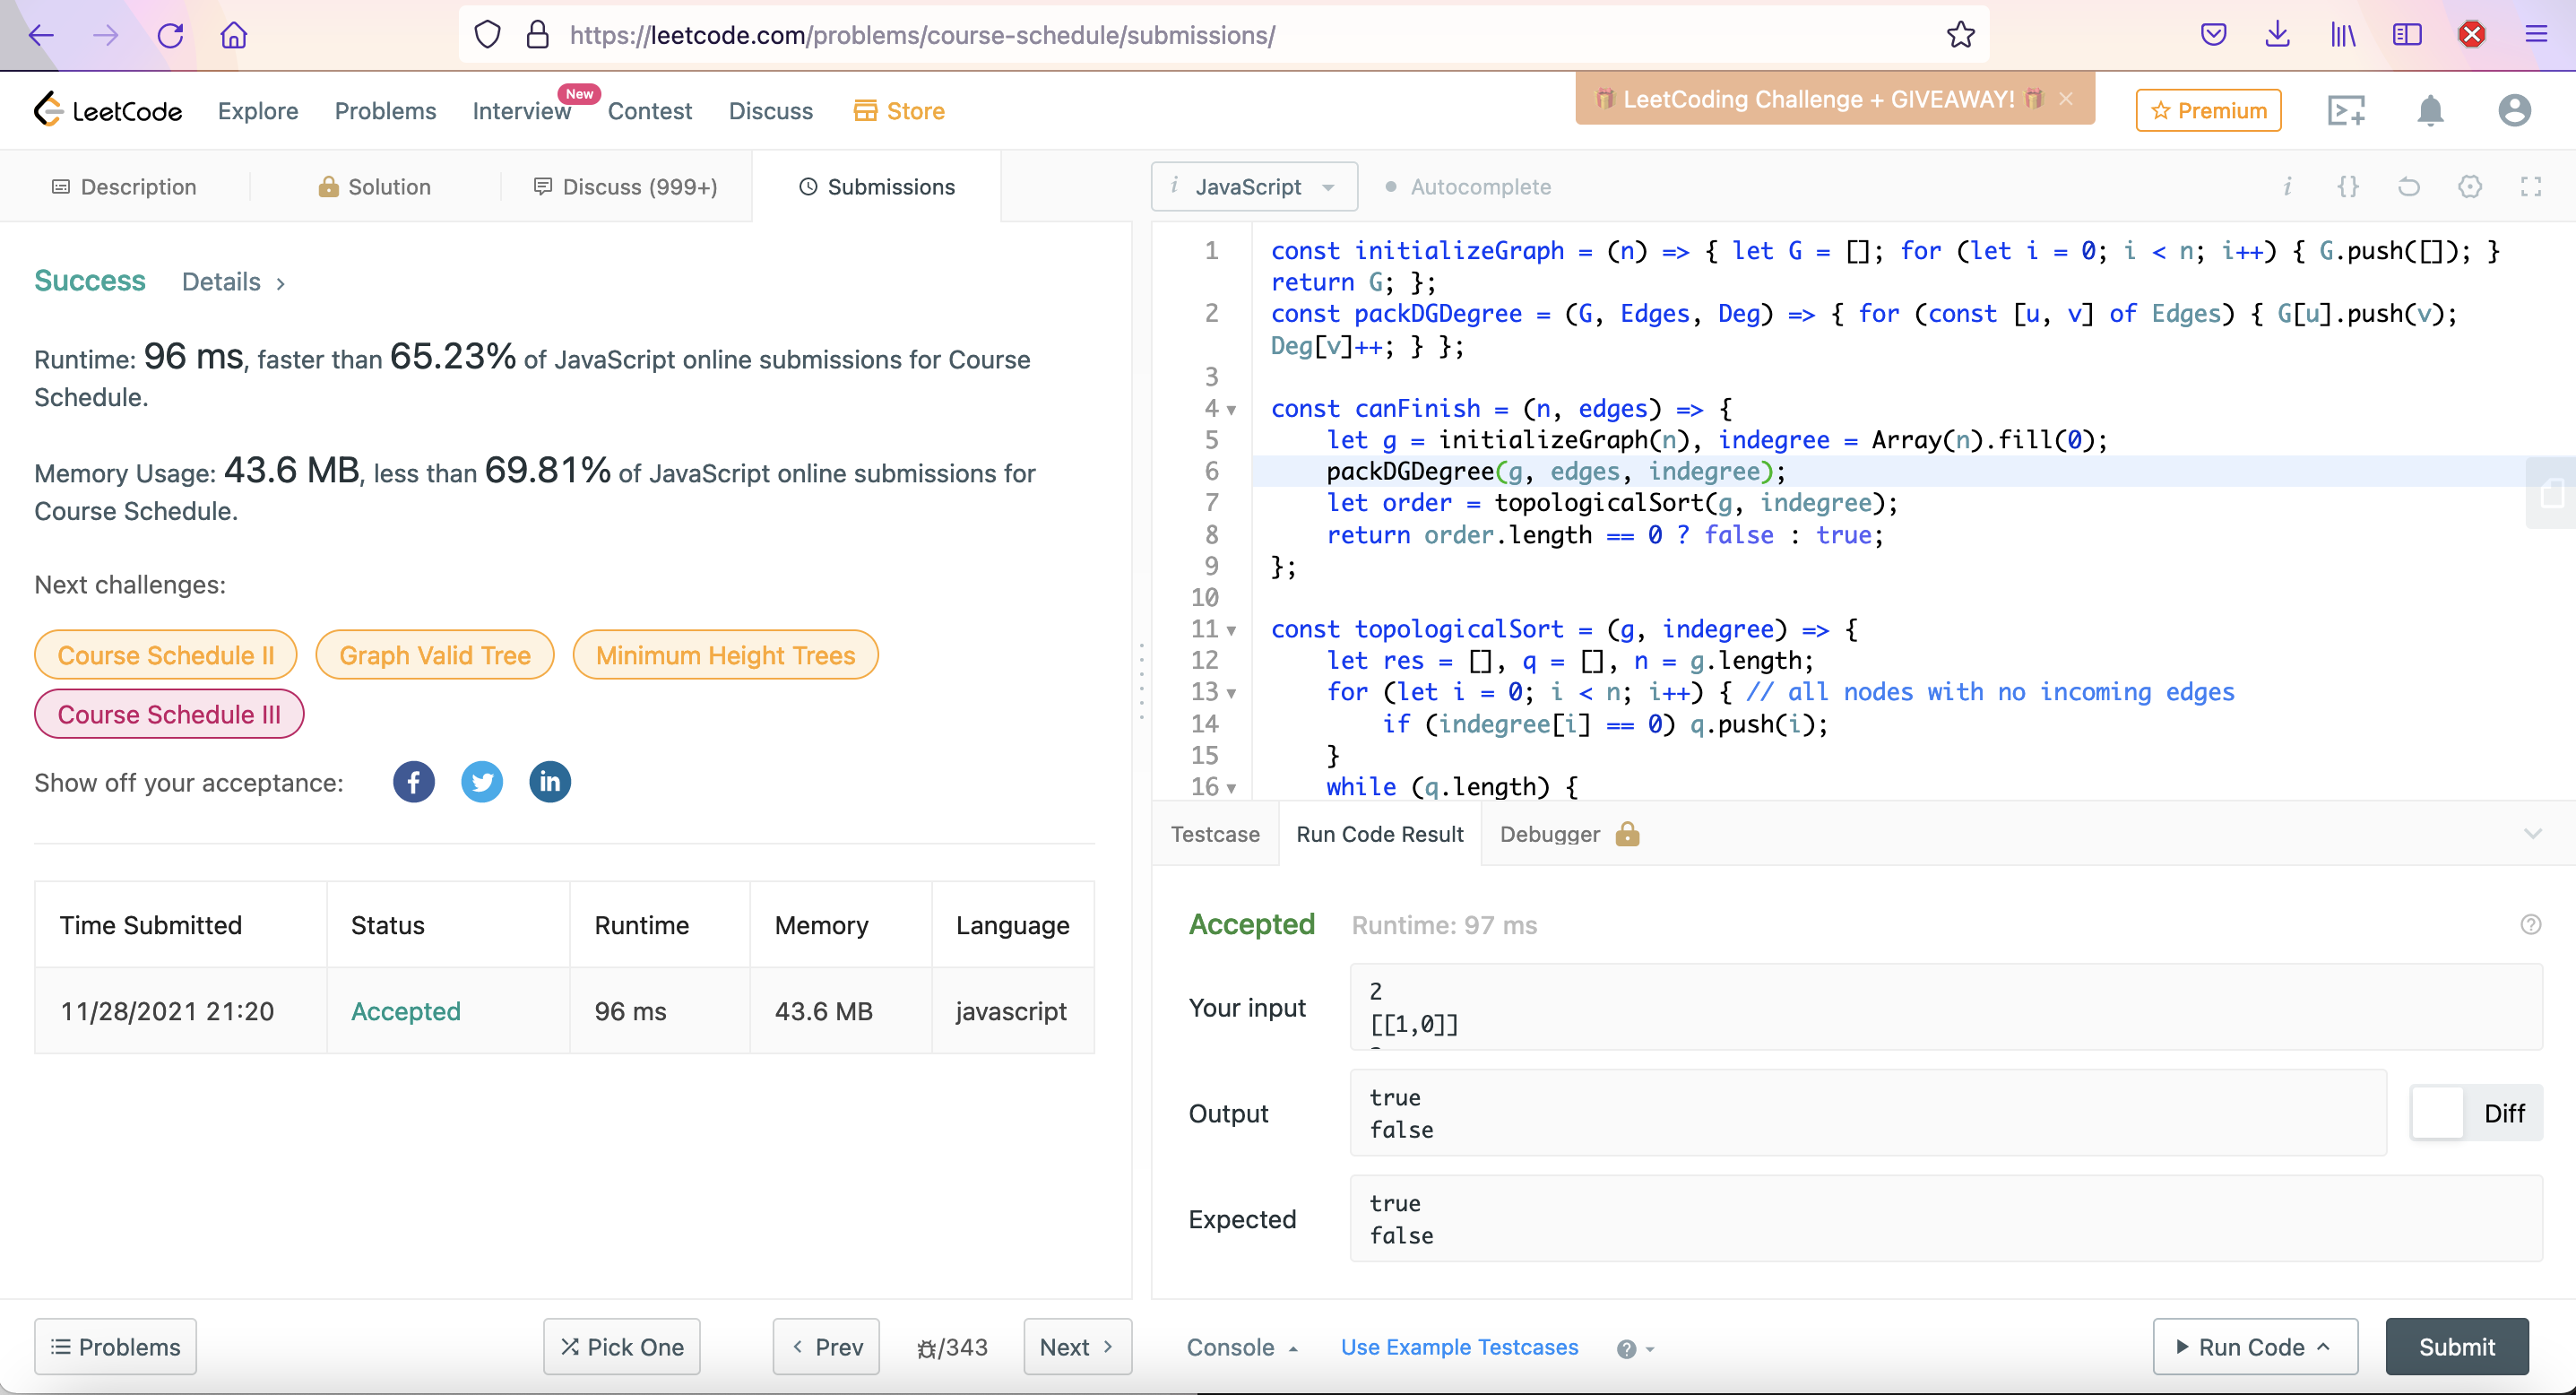 https://leetcode.com/problems/course-schedule/submissions/
LeetCode Explore Problems Interview New Contest Discuss Store
LeetCoding Challenge + GIVEAWAY! ×
Premium
Description Solution Discuss (999+) Submissions
i JavaScript Autocomplete
Success Details
Runtime: 96 ms, faster than 65.23% of JavaScript online submissions for Course
Schedule.
Memory Usage: 43.6 MB, less than 69.81% of JavaScript online submissions for
Course Schedule.
Next challenges:
Course Schedule II Graph Valid Tree Minimum Height Trees
Course Schedule III
Show off your acceptance:
Time Submitted Status Runtime Memory Language
11/28/2021 21:20 Accepted 96 ms 43.6 MB javascript
1 const initializeGraph = (n) => { let G = []; for (let i = 0; i < n; i++) { G.push([]); }
return G; };
2 const packDGDegree = (G, Edges, Deg) => { for (const [u, v] of Edges) { G[u].push(v);
Deg[v]++; } };
3
4 const canFinish = (n, edges) => {
5 let g = initializeGraph(n), indegree = Array(n).fill(0);
6 packDGDegree(g, edges, indegree);
7 let order = topologicalSort(g, indegree);
8 return order.length == 0 ? false : true;
9 };
10
11 const topologicalSort = (g, indegree) => {
12 let res = [], q = [], n = g.length;
13 for (let i = 0; i < n; i++) { // all nodes with no incoming edges
14 if (indegree[i] == 0) q.push(i);
15 }
16 while (q.length) {
Testcase Run Code Result Debugger
Accepted Runtime: 97 ms
Your input
2
[[1,0]]
Output
true
false
Diff
Expected
true
false
Problems Pick One Prev /343 Next
Console Use Example Testcases Run Code Submit